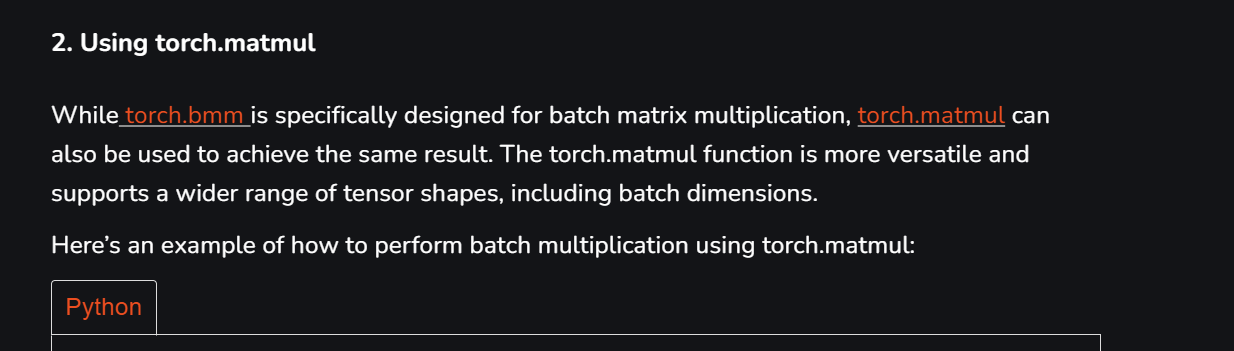 2. Using torch.matmul
While torch.bmm is specifically designed for batch matrix multiplication, torch.matmul can
also be used to achieve the same result. The torch.matmul function is more versatile and
supports a wider range of tensor shapes, including batch dimensions.
Here’s an example of how to perform batch multiplication using torch.matmul:
Python